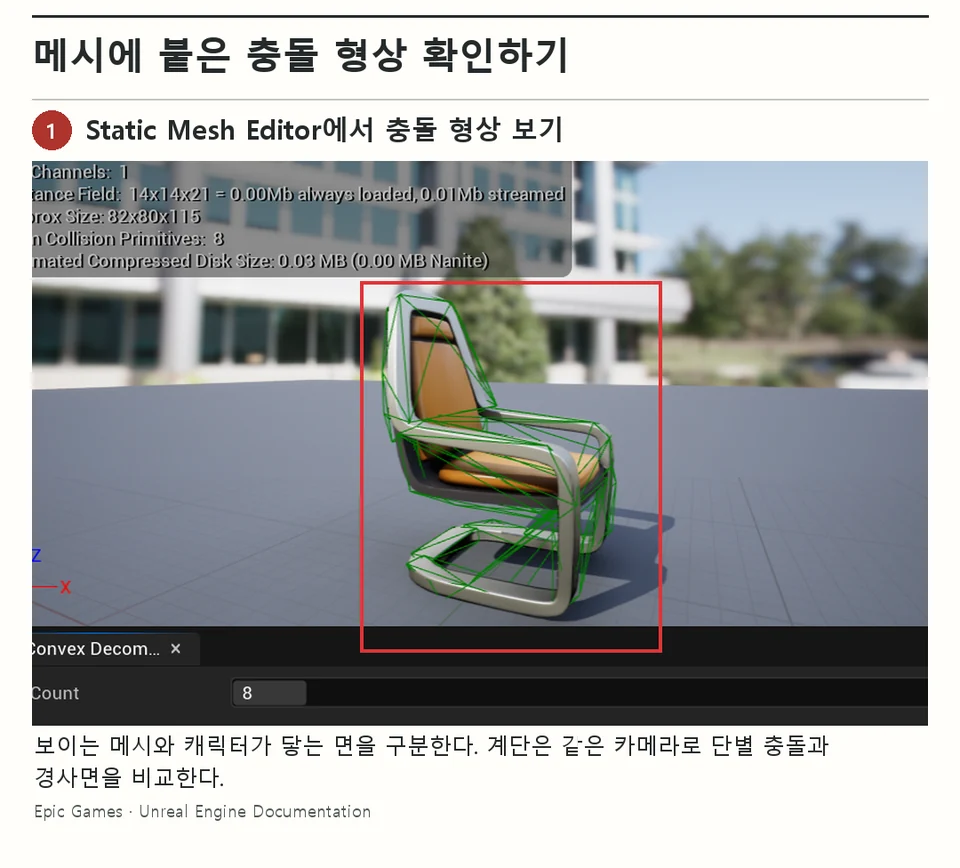 메시에 붙은 충돌 형상 확인하기
1 Static Mesh Editor에서 충돌 형상 보기
Channels: 1
tance Field: 14x14x21 = 0.00Mb always loaded, 0.01Mb streamed
prox Size: 82x80x115
n Collision Primitives: 8
mated Compressed Disk Size: 0.03 MB (0.00 MB Nanite)
Z
X
Convex Decom... ×
Count 8
보이는 메시와 캐릭터가 닿는 면을 구분한다. 계단은 같은 카메라로 단별 충돌과
경사면을 비교한다.
Epic Games · Unreal Engine Documentation